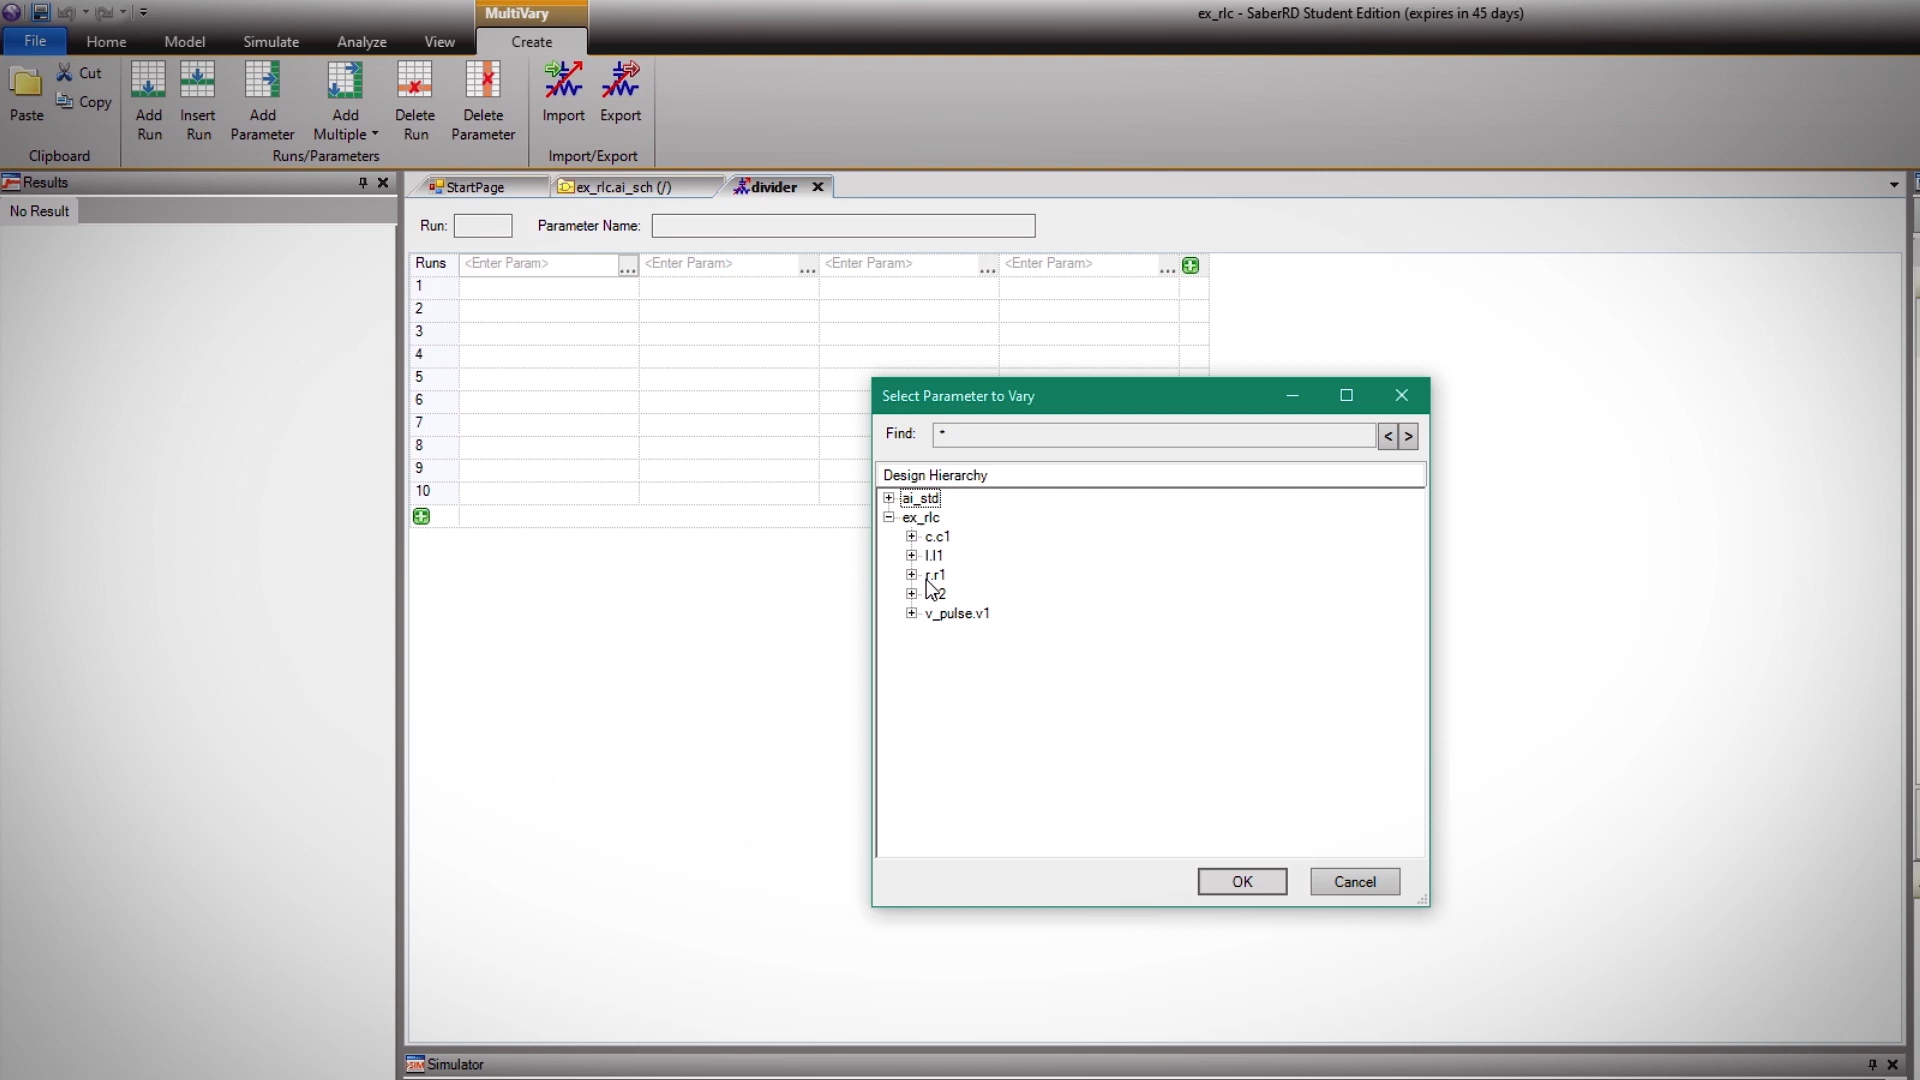 MultiVary
ex_rlc - SaberRD Student Edition (expires in 45 days)
File Home Model Simulate Analyze View Create
Paste
Cut
Copy
Clipboard
Add Run
Insert Run
Add Parameter
Add Multiple
Delete Run
Delete Parameter
Runs/Parameters
Import
Export
Import/Export
Results
No Result
StartPage ex_rlc.ai_sch (/) divider
Run: Parameter Name:
Runs <Enter Param> ... <Enter Param> ... <Enter Param> ... <Enter Param> ...
1
2
3
4
5
6
7
8
9
10
Select Parameter to Vary
Find: * < >
Design Hierarchy
ai_std
ex_rlc
c.c1
l.l1
r.r1
2
v_pulse.v1
OK Cancel
SIM Simulator